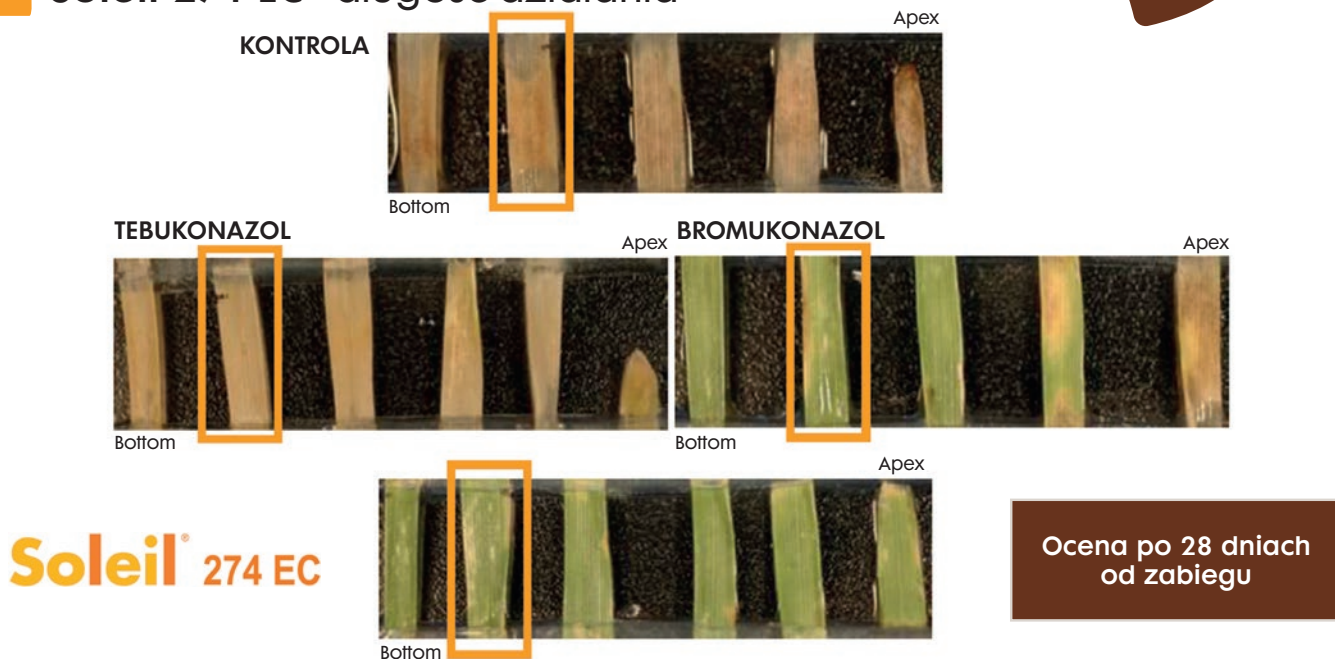 Apex
KONTROLA
Bottom
TEBUKONAZOL
Apex
BROMUKONAZOL
Apex
Bottom
Bottom
Apex
Soleil® 274 EC
Ocena po 28 dniach
od zabiegu
Bottom